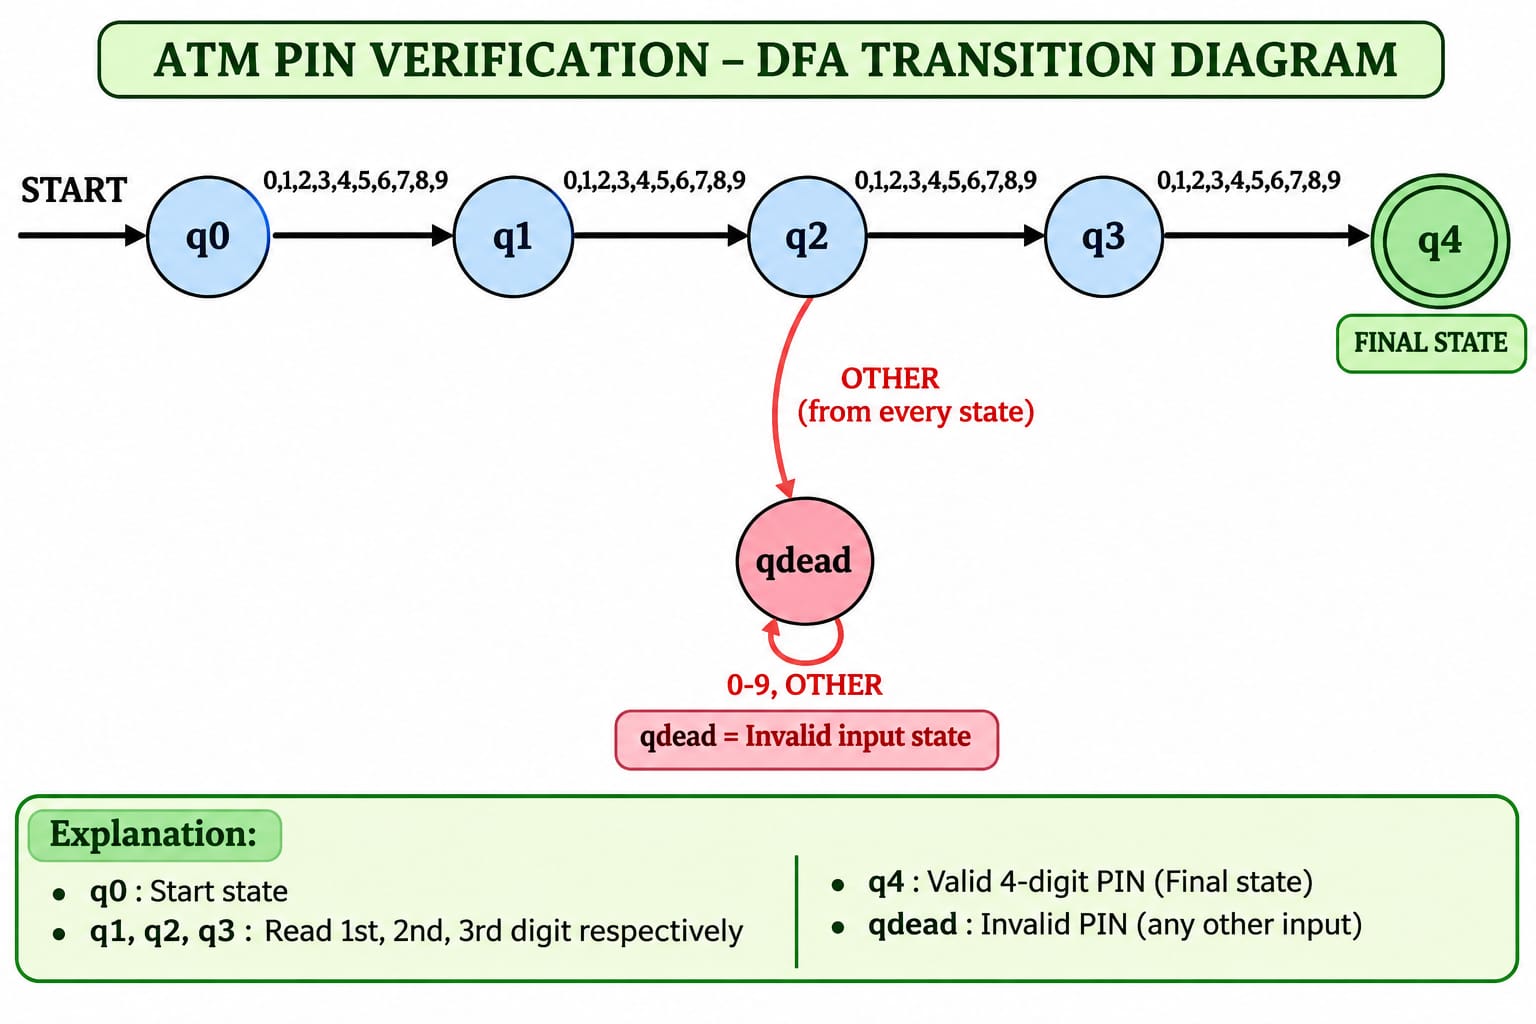 ATM PIN VERIFICATION – DFA TRANSITION DIAGRAM
START
0,1,2,3,4,5,6,7,8,9
0,1,2,3,4,5,6,7,8,9
0,1,2,3,4,5,6,7,8,9
0,1,2,3,4,5,6,7,8,9
q0
q1
q2
q3
q4
FINAL STATE
OTHER
(from every state)
qdead
0-9, OTHER
qdead = Invalid input state
Explanation:
• q0 : Start state
• q1, q2, q3 : Read 1st, 2nd, 3rd digit respectively
• q4 : Valid 4-digit PIN (Final state)
• qdead : Invalid PIN (any other input)